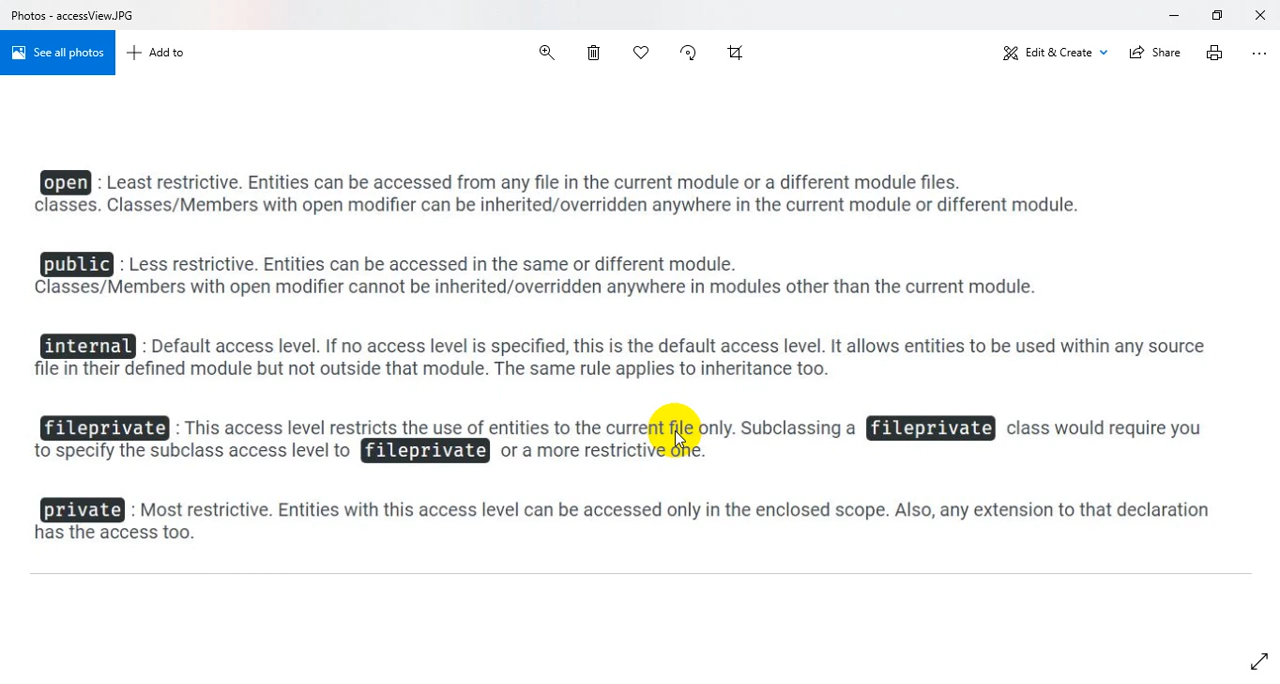 Photos - accessView.JPG
See all photos
Add to
Edit & Create
Share
open : Least restrictive. Entities can be accessed from any file in the current module or a different module files.
classes. Classes/Members with open modifier can be inherited/overridden anywhere in the current module or different module.
public : Less restrictive. Entities can be accessed in the same or different module.
Classes/Members with open modifier cannot be inherited/overridden anywhere in modules other than the current module.
internal : Default access level. If no access level is specified, this is the default access level. It allows entities to be used within any source
file in their defined module but not outside that module. The same rule applies to inheritance too.
fileprivate : This access level restricts the use of entities to the current file only. Subclassing a fileprivate class would require you
to specify the subclass access level to fileprivate or a more restrictive one.
private : Most restrictive. Entities with this access level can be accessed only in the enclosed scope. Also, any extension to that declaration
has the access too.